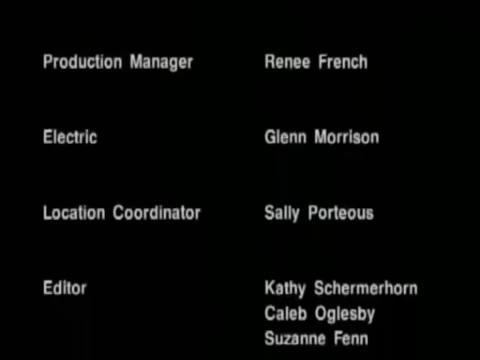 Production Manager Renee French
Electric Glenn Morrison
Location Coordinator Sally Porteous
Editor Kathy Schermerhorn
Caleb Oglesby
Suzanne Fenn